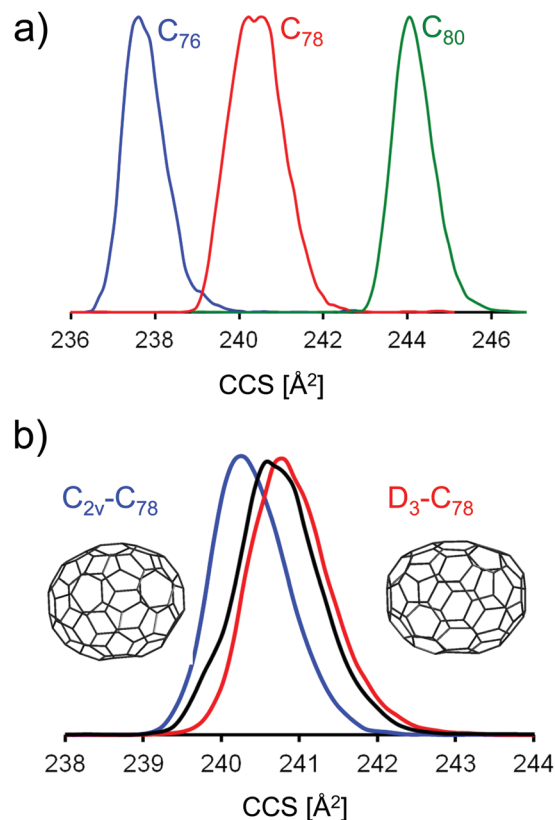 a)
C₇₆ C₇₈ C₈₀
236 238 240 242 244 246
CCS [Å²]
b)
C₂ᵥ-C₇₈ D₃-C₇₈
238 239 240 241 242 243 244
CCS [Å²]